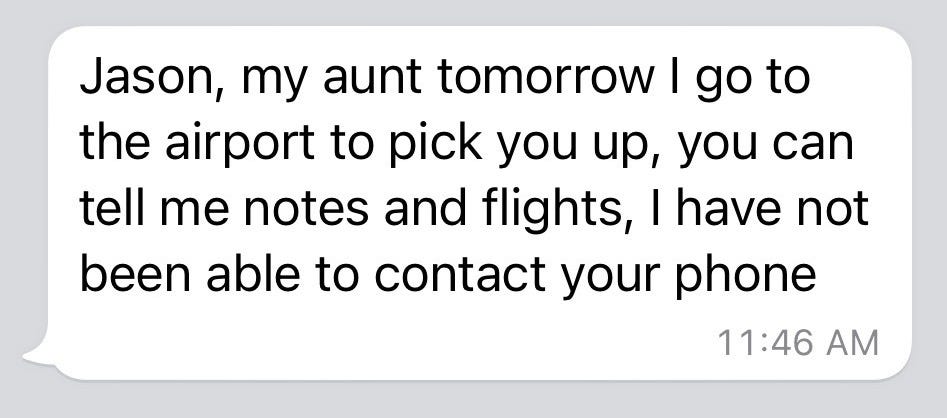 Jason, my aunt tomorrow I go to
the airport to pick you up, you can
tell me notes and flights, I have not
been able to contact your phone
11:46 AM